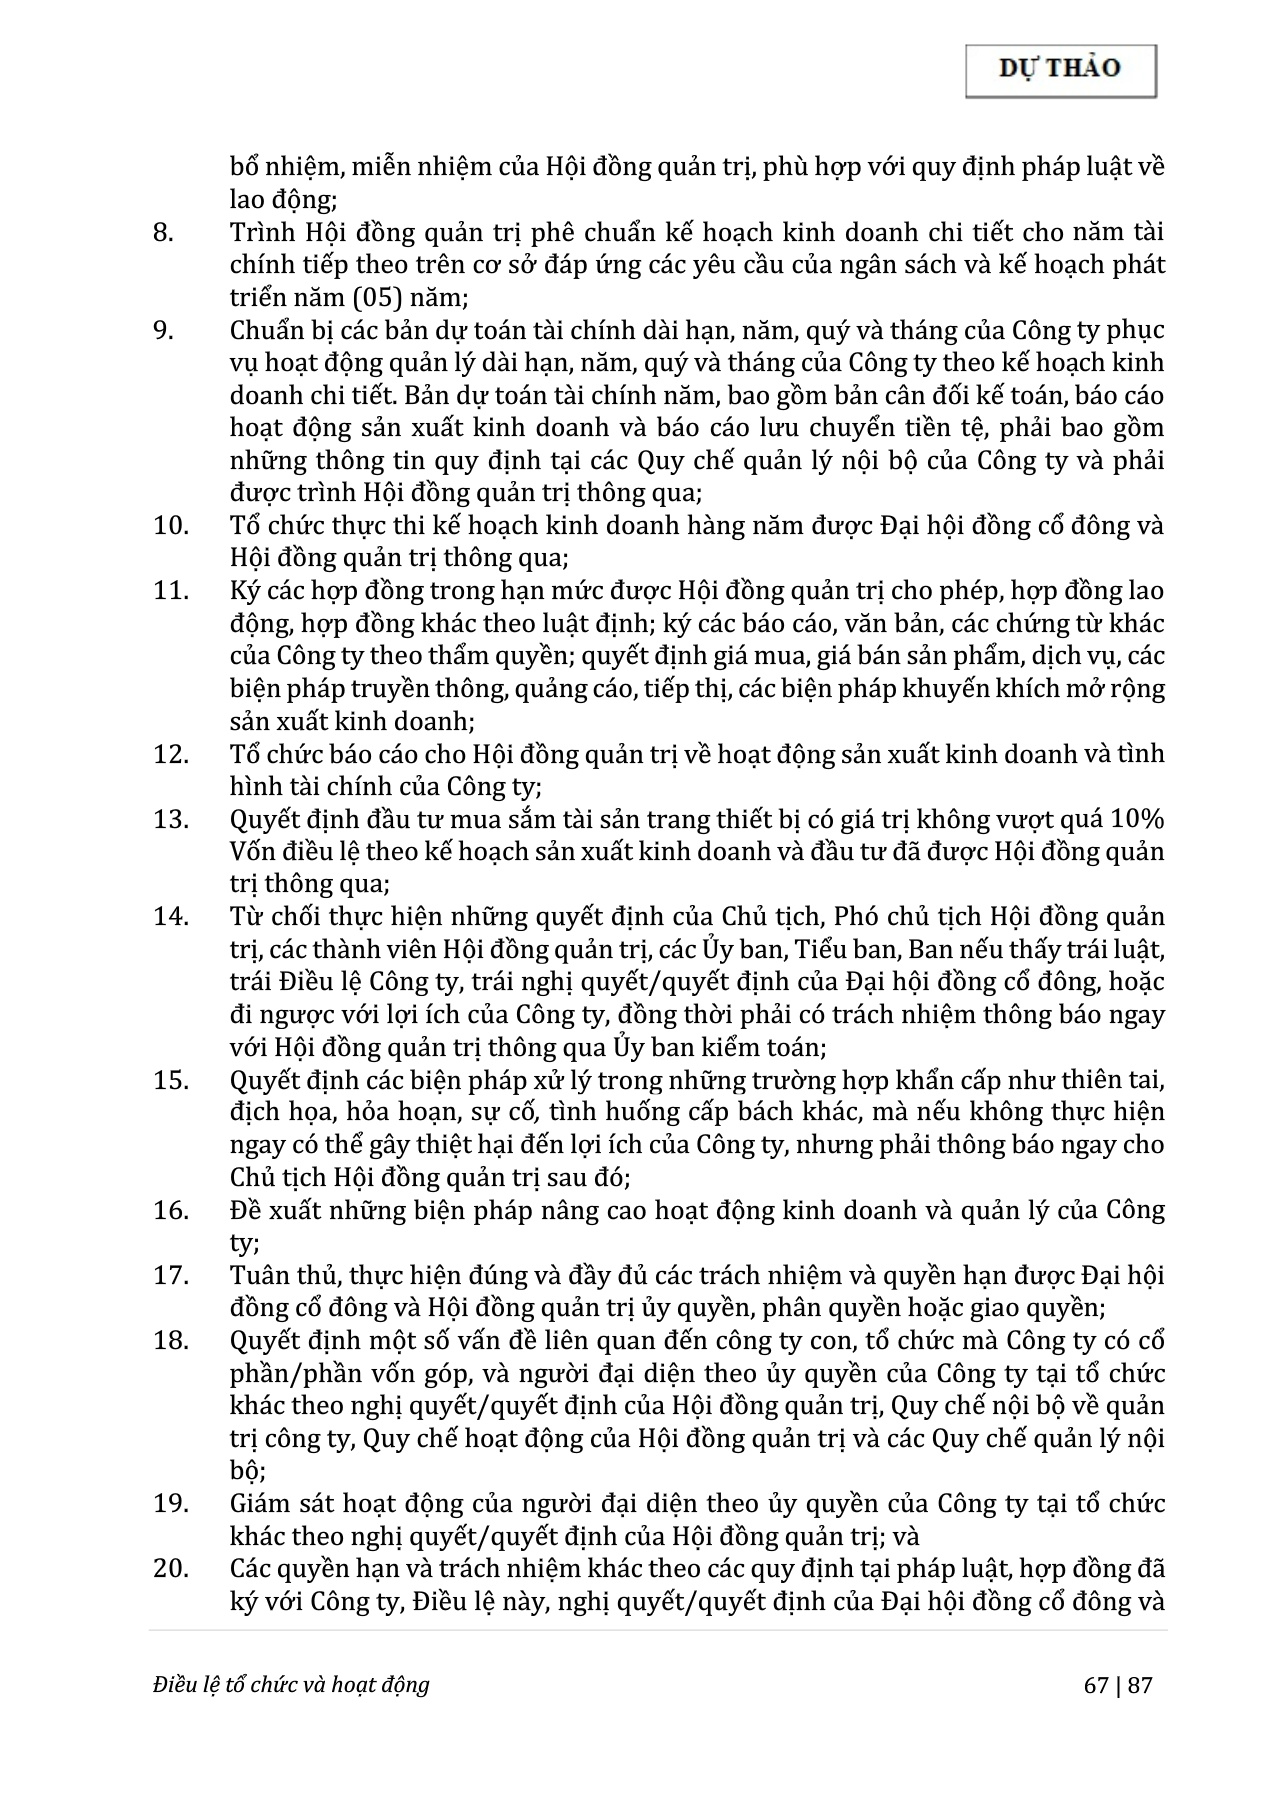 DỰ THẢO
bổ nhiệm, miễn nhiệm của Hội đồng quản trị, phù hợp với quy định pháp luật về
lao động;
8. Trình Hội đồng quản trị phê chuẩn kế hoạch kinh doanh chi tiết cho năm tài
chính tiếp theo trên cơ sở đáp ứng các yêu cầu của ngân sách và kế hoạch phát
triển năm (05) năm;
9. Chuẩn bị các bản dự toán tài chính dài hạn, năm, quý và tháng của Công ty phục
vụ hoạt động quản lý dài hạn, năm, quý và tháng của Công ty theo kế hoạch kinh
doanh chi tiết. Bản dự toán tài chính năm, bao gồm bản cân đối kế toán, báo cáo
hoạt động sản xuất kinh doanh và báo cáo lưu chuyển tiền tệ, phải bao gồm
những thông tin quy định tại các Quy chế quản lý nội bộ của Công ty và phải
được trình Hội đồng quản trị thông qua;
10. Tổ chức thực thi kế hoạch kinh doanh hàng năm được Đại hội đồng cổ đông và
Hội đồng quản trị thông qua;
11. Ký các hợp đồng trong hạn mức được Hội đồng quản trị cho phép, hợp đồng lao
động, hợp đồng khác theo luật định; ký các báo cáo, văn bản, các chứng từ khác
của Công ty theo thẩm quyền; quyết định giá mua, giá bán sản phẩm, dịch vụ, các
biện pháp truyền thông, quảng cáo, tiếp thị, các biện pháp khuyến khích mở rộng
sản xuất kinh doanh;
12. Tổ chức báo cáo cho Hội đồng quản trị về hoạt động sản xuất kinh doanh và tình
hình tài chính của Công ty;
13. Quyết định đầu tư mua sắm tài sản trang thiết bị có giá trị không vượt quá 10%
Vốn điều lệ theo kế hoạch sản xuất kinh doanh và đầu tư đã được Hội đồng quản
trị thông qua;
14. Từ chối thực hiện những quyết định của Chủ tịch, Phó chủ tịch Hội đồng quản
trị, các thành viên Hội đồng quản trị, các Ủy ban, Tiểu ban, Ban nếu thấy trái luật,
trái Điều lệ Công ty, trái nghị quyết/quyết định của Đại hội đồng cổ đông, hoặc
đi ngược với lợi ích của Công ty, đồng thời phải có trách nhiệm thông báo ngay
với Hội đồng quản trị thông qua Ủy ban kiểm toán;
15. Quyết định các biện pháp xử lý trong những trường hợp khẩn cấp như thiên tai,
địch họa, hỏa hoạn, sự cố, tình huống cấp bách khác, mà nếu không thực hiện
ngay có thể gây thiệt hại đến lợi ích của Công ty, nhưng phải thông báo ngay cho
Chủ tịch Hội đồng quản trị sau đó;
16. Đề xuất những biện pháp nâng cao hoạt động kinh doanh và quản lý của Công
ty;
17. Tuân thủ, thực hiện đúng và đầy đủ các trách nhiệm và quyền hạn được Đại hội
đồng cổ đông và Hội đồng quản trị ủy quyền, phân quyền hoặc giao quyền;
18. Quyết định một số vấn đề liên quan đến công ty con, tổ chức mà Công ty có cổ
phần/phần vốn góp, và người đại diện theo ủy quyền của Công ty tại tổ chức
khác theo nghị quyết/quyết định của Hội đồng quản trị, Quy chế nội bộ về quản
trị công ty, Quy chế hoạt động của Hội đồng quản trị và các Quy chế quản lý nội
bộ;
19. Giám sát hoạt động của người đại diện theo ủy quyền của Công ty tại tổ chức
khác theo nghị quyết/quyết định của Hội đồng quản trị; và
20. Các quyền hạn và trách nhiệm khác theo các quy định tại pháp luật, hợp đồng đã
ký với Công ty, Điều lệ này, nghị quyết/quyết định của Đại hội đồng cổ đông và
Điều lệ tổ chức và hoạt động 67 | 87